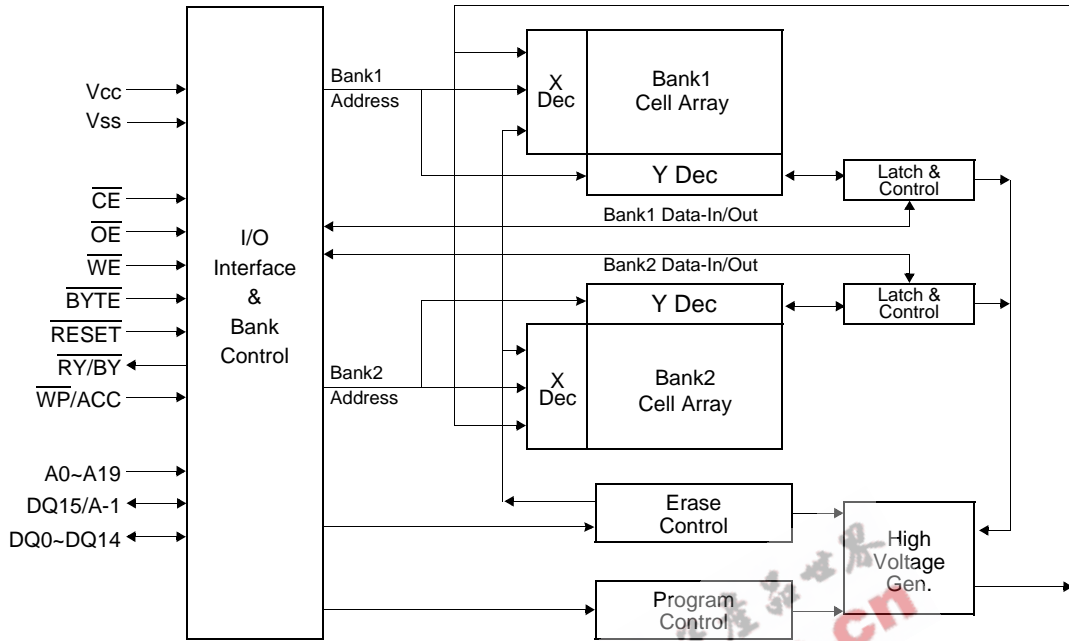 Vcc
Vss
CE
OE
WE
BYTE
RESET
RY/BY
WP/ACC
A0~A19
DQ15/A-1
DQ0~DQ14
I/O
Interface
&
Bank
Control
Bank1
Address
X
Dec
Bank1
Cell Array
Y Dec
Latch &
Control
Bank1 Data-In/Out
Bank2 Data-In/Out
Y Dec
Latch &
Control
Bank2
Address
X
Dec
Bank2
Cell Array
Erase
Control
High
Voltage
Gen.
Program
Control
.cn